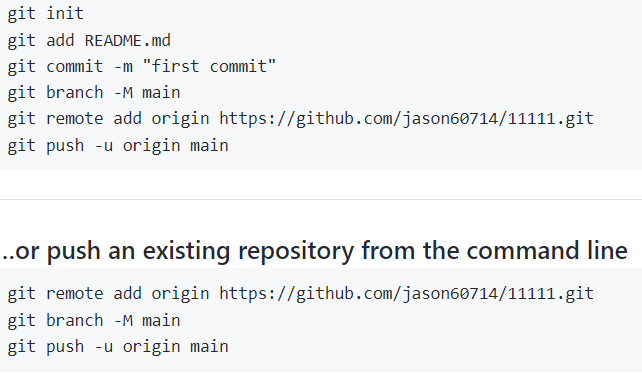 git init
git add README.md
git commit -m "first commit"
git branch -M main
git remote add origin https://github.com/jason60714/11111.git
git push -u origin main
..or push an existing repository from the command line
git remote add origin https://github.com/jason60714/11111.git
git branch -M main
git push -u origin main